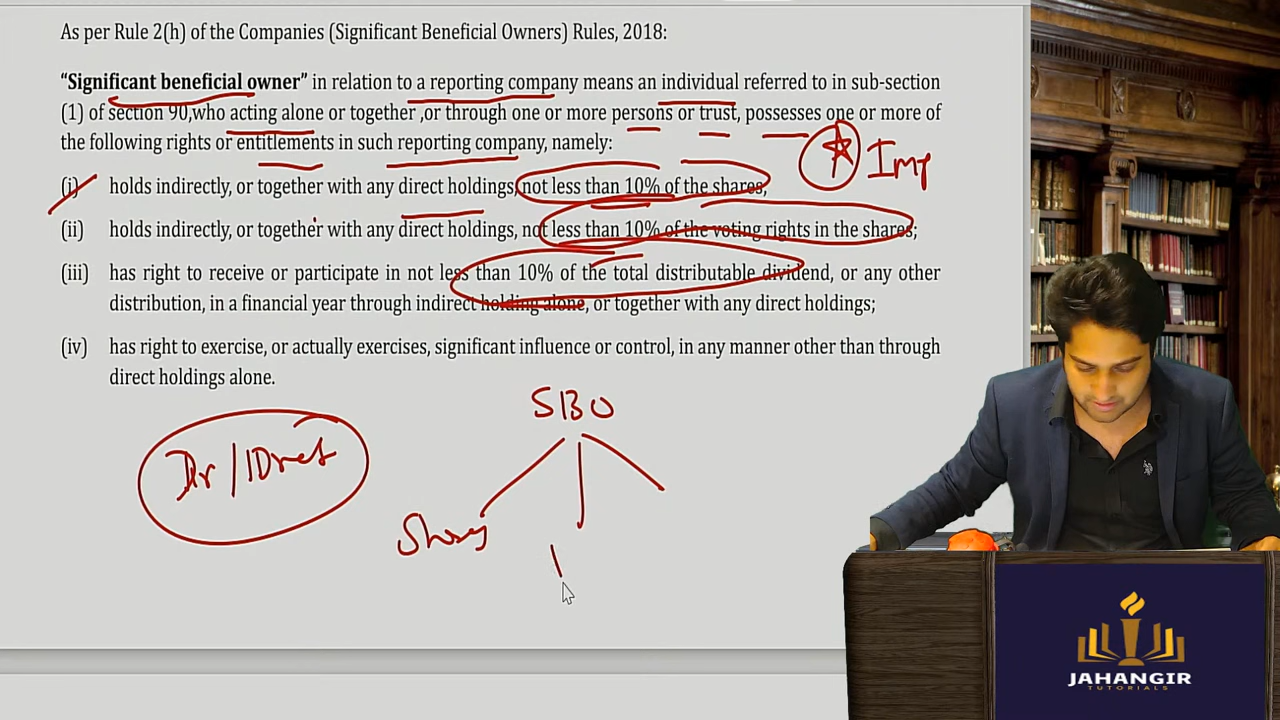 As per Rule 2(h) of the Companies (Significant Beneficial Owners) Rules, 2018:
“Significant beneficial owner” in relation to a reporting company means an individual referred to in sub-section
(1) of section 90,who acting alone or together ,or through one or more persons or trust, possesses one or more of
the following rights or entitlements in such reporting company, namely:
Imp
(i) holds indirectly, or together with any direct holdings, not less than 10% of the shares,
(ii) holds indirectly, or together with any direct holdings, not less than 10% of the voting rights in the shares;
(iii) has right to receive or participate in not less than 10% of the total distributable dividend, or any other
distribution, in a financial year through indirect holding alone, or together with any direct holdings;
(iv) has right to exercise, or actually exercises, significant influence or control, in any manner other than through
direct holdings alone.
SBO
JAHANGIR
TUTORIALS